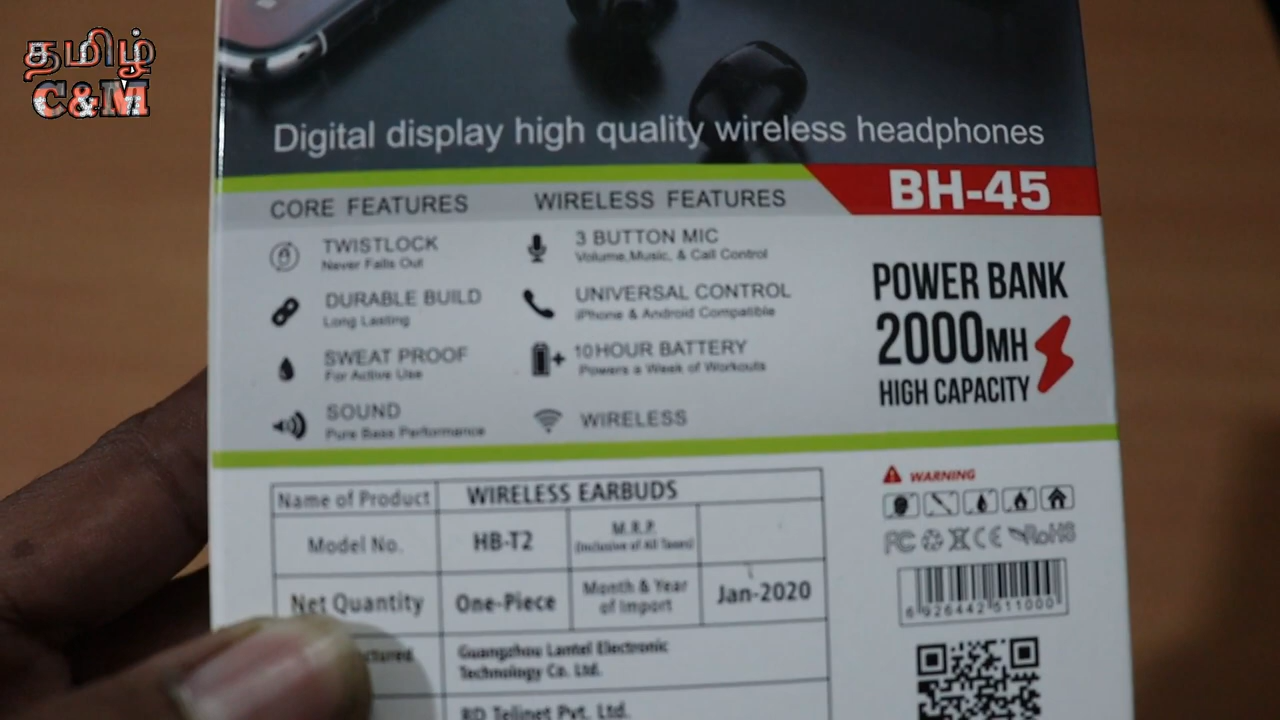 தமிழ்
C&M
Digital display high quality wireless headphones
BH-45
CORE FEATURES
TWISTLOCK
Never Falls Out
DURABLE BUILD
Long Lasting
SWEAT PROOF
For Active Use
SOUND
Pure Bass Performance
WIRELESS FEATURES
3 BUTTON MIC
Volume,Music, & Call Control
UNIVERSAL CONTROL
iPhone & Android Compatible
10HOUR BATTERY
Powers a Week of Workouts
WIRELESS
POWER BANK
2000MH
HIGH CAPACITY
Name of Product WIRELESS EARBUDS
Model No. HB-T2 M.R.P.
(Inclusive of All Taxes)
Net Quantity One-Piece Month & Year
of Import Jan-2020
ctured Guangzhou Lantel Electronic
Technology Co. Ltd.
RD Telinet Pvt. Ltd.
WARNING
FC CE RoHS
6 926442 511000